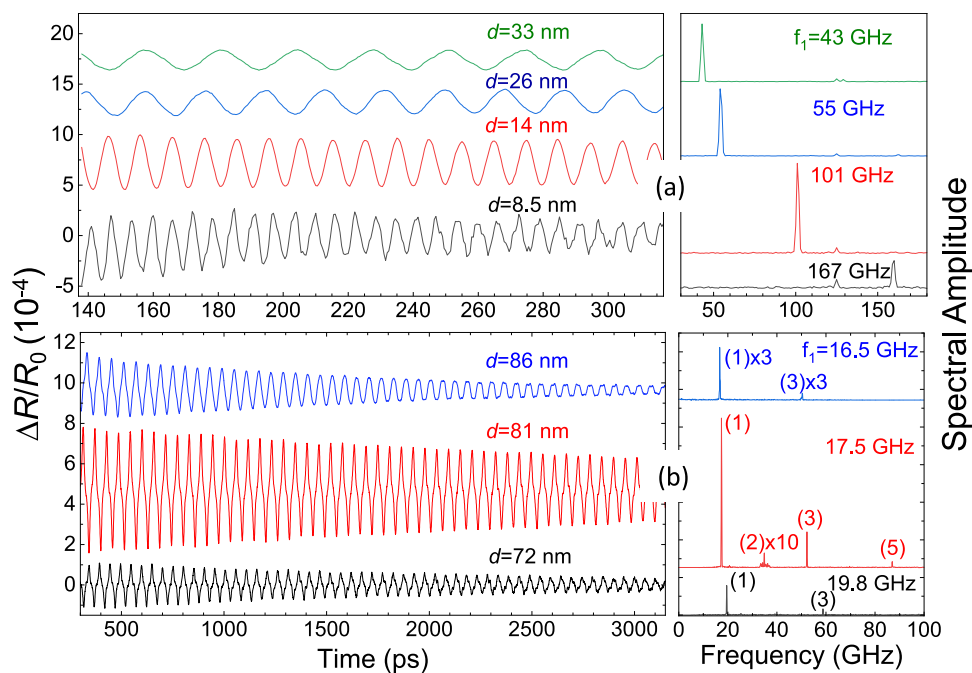 20
15
10
5
0
-5
d=33 nm
d=26 nm
d=14 nm
d=8.5 nm
140 160 180 200 220 240 260 280 300
(a)
f₁=43 GHz
55 GHz
101 GHz
167 GHz
50 100 150
ΔR/R₀ (10⁻⁴)
Spectral Amplitude
12
10
8
6
4
2
0
d=86 nm
d=81 nm
d=72 nm
500 1000 1500 2000 2500 3000
Time (ps)
(b)
(1)x3
f₁=16.5 GHz
(3)x3
(1)
17.5 GHz
(2)x10
(3)
(5)
(1)
19.8 GHz
(3)
0 20 40 60 80 100
Frequency (GHz)